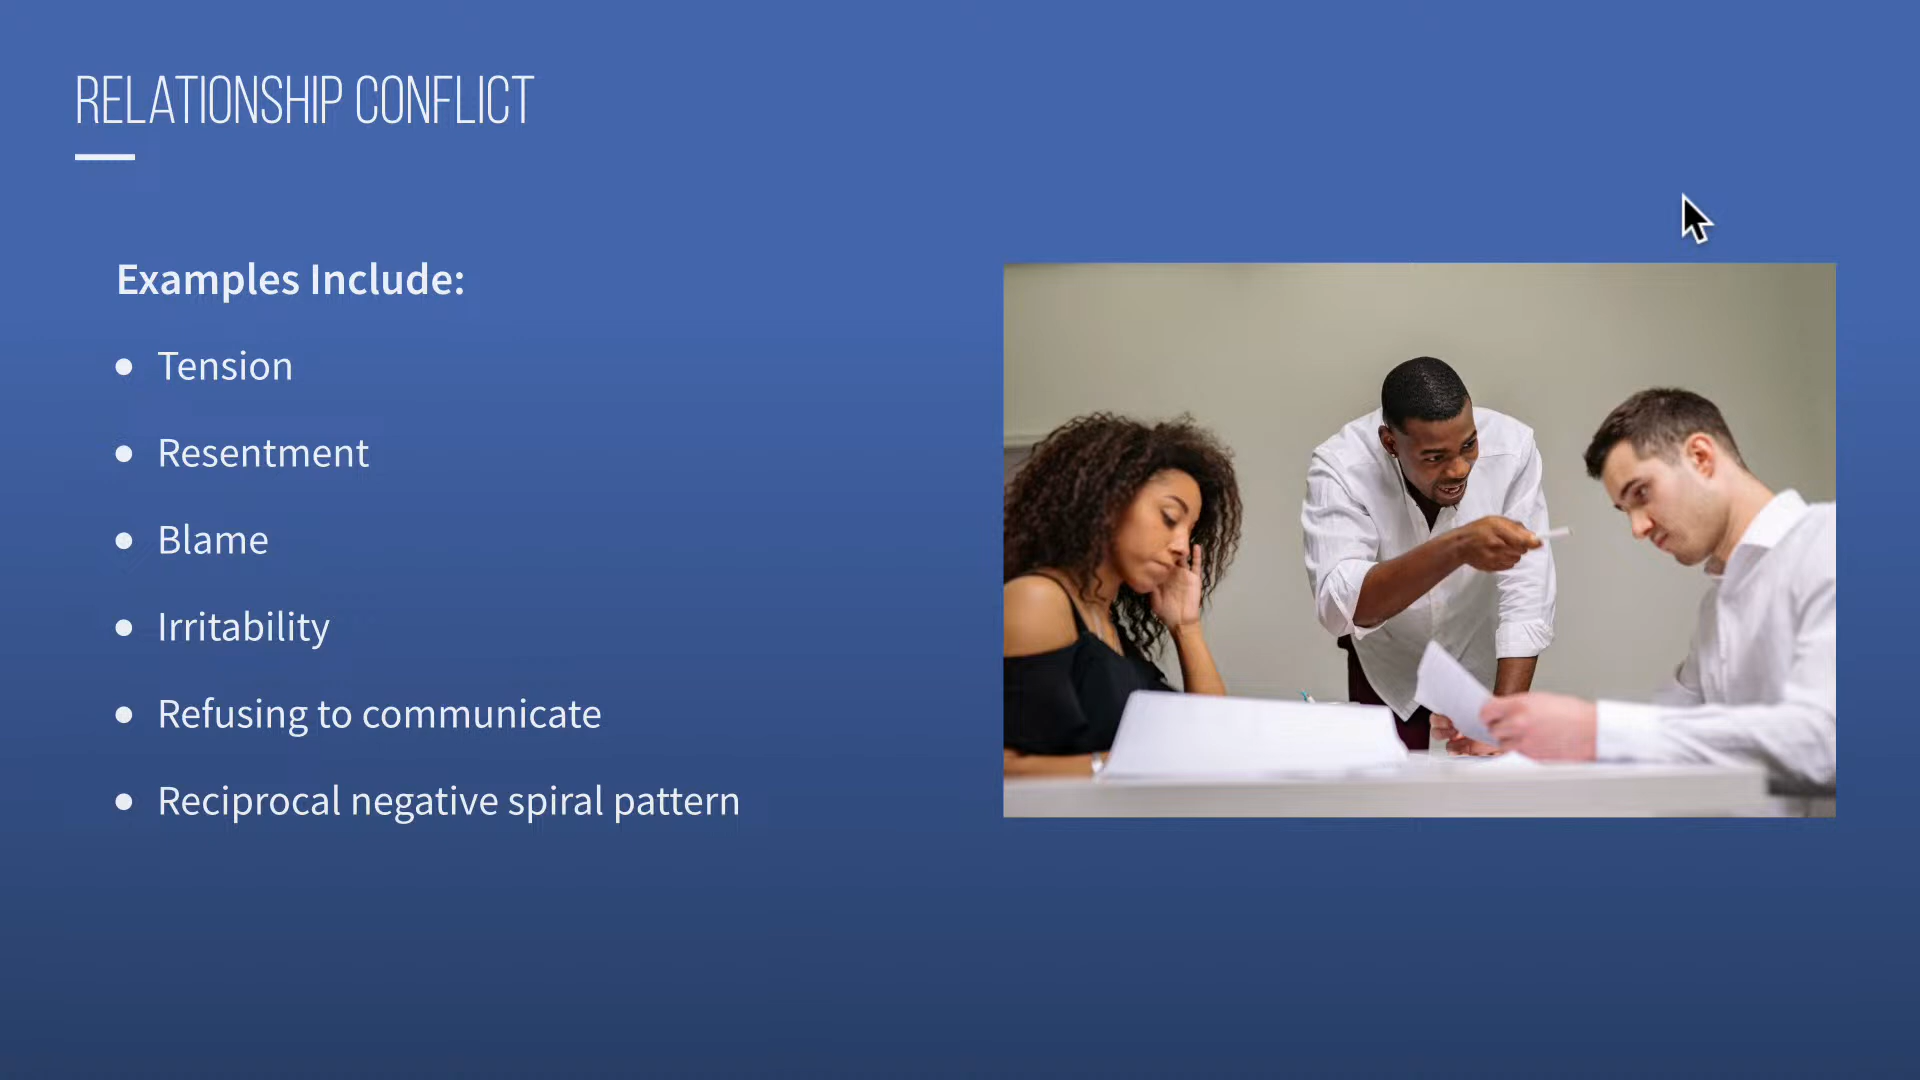 RELATIONSHIP CONFLICT
Examples Include:
Tension
Resentment
Blame
Irritability
Refusing to communicate
Reciprocal negative spiral pattern